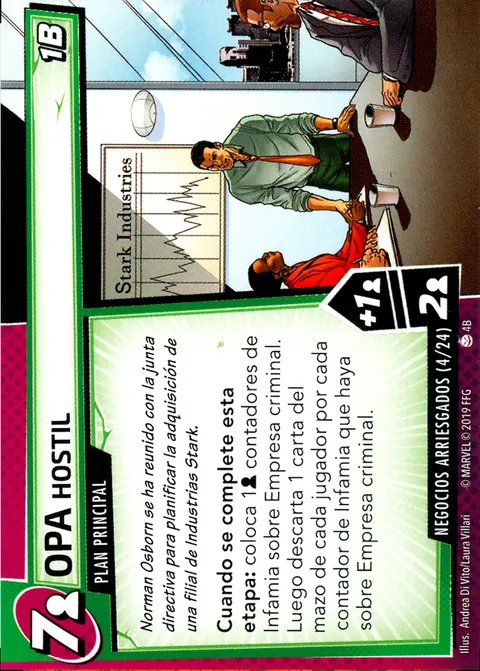 7
OPA HOSTIL
1B
PLAN PRINCIPAL
Stark Industries
Norman Osborn se ha reunido con la junta
directiva para planificar la adquisición de
una filial de Industrias Stark.
Cuando se complete esta
etapa: coloca 1 contadores de
Infamia sobre Empresa criminal.
Luego descarta 1 carta del
mazo de cada jugador por cada
contador de Infamia que haya
sobre Empresa criminal.
+1
2
NEGOCIOS ARRIESGADOS (4/24)
Illus. Andrea Di Vito/Laura Villari
© MARVEL © 2019 FFG
4B